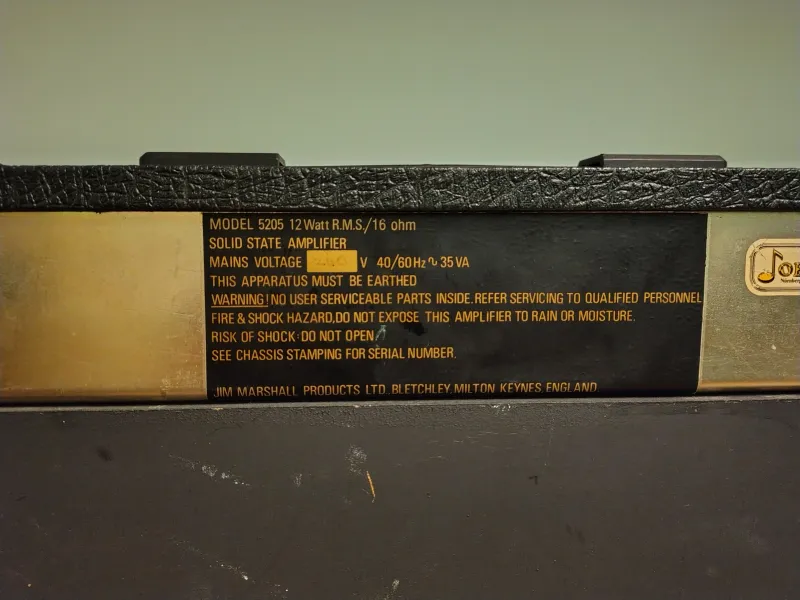 MODEL 5205 12 Watt R.M.S./16 ohm
SOLID STATE AMPLIFIER
MAINS VOLTAGE V 40/60 Hz ~ 35 VA
THIS APPARATUS MUST BE EARTHED
WARNING! NO USER SERVICEABLE PARTS INSIDE. REFER SERVICING TO QUALIFIED PERSONNEL
FIRE & SHOCK HAZARD, DO NOT EXPOSE THIS AMPLIFIER TO RAIN OR MOISTURE.
RISK OF SHOCK: DO NOT OPEN
SEE CHASSIS STAMPING FOR SERIAL NUMBER.
JIM MARSHALL PRODUCTS LTD. BLETCHLEY, MILTON KEYNES, ENGLAND.